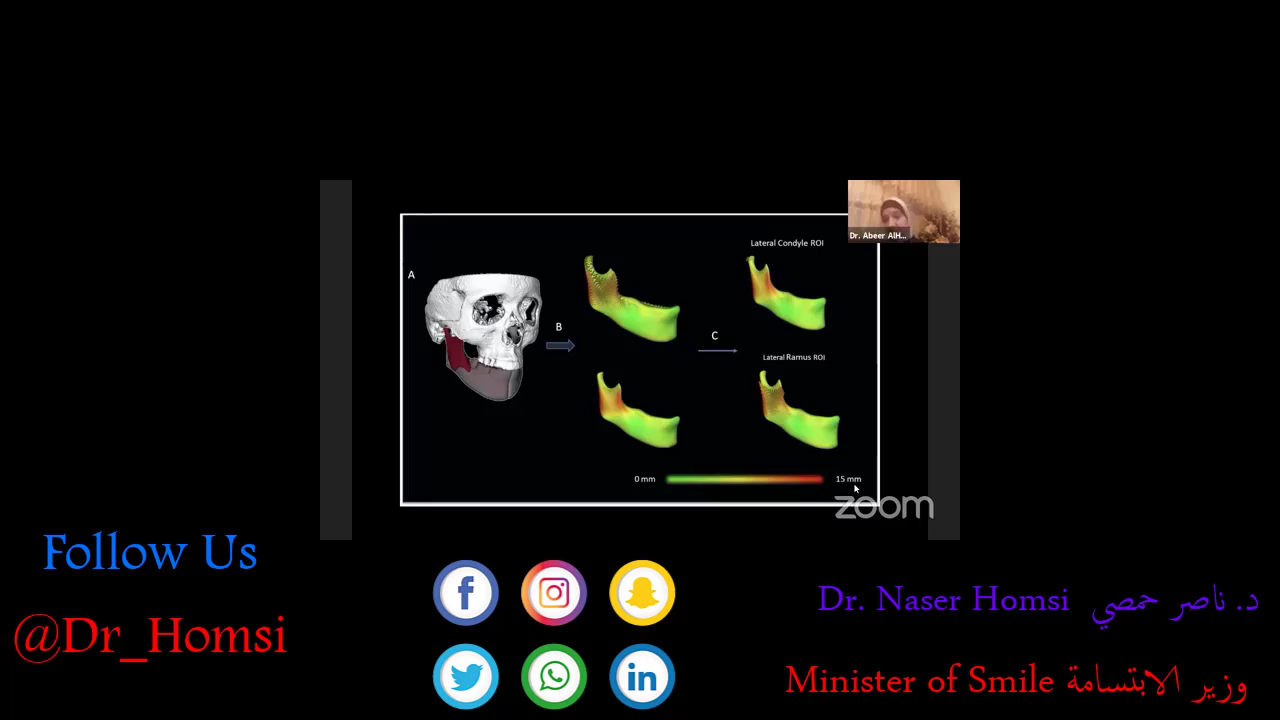 Dr. Abeer AlH...
Lateral Condyle ROI
A
B
C
Lateral Ramus ROI
0 mm
15 mm
zoom
Follow Us
@Dr_Homsi
Dr. Naser Homsi د. ناصر حمصي
Minister of Smile وزير الابتسامة